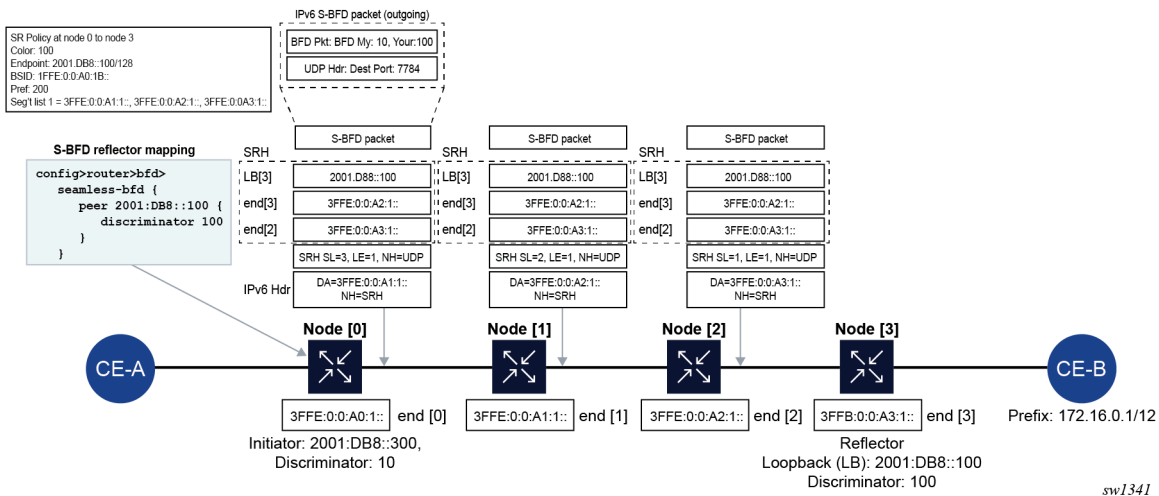 IPv6 S-BFD packet (outgoing)
SR Policy at node 0 to node 3
Color: 100
Endpoint: 2001.DB8::100/128
BSID: 1FFE:0:0:A0:1B::
Pref: 200
Seg't list 1 = 3FFE:0:0:A1:1::, 3FFE:0:0:A2:1::, 3FFE:0:0A3:1::
BFD Pkt: BFD My: 10, Your:100
UDP Hdr: Dest Port: 7784
S-BFD reflector mapping
config>router>bfd>
seamless-bfd {
peer 2001:DB8::100 {
discriminator 100
}
}
S-BFD packet
SRH
LB[3]
2001.D88::100
end[3]
3FFE:0:0:A2:1::
end[2]
3FFE:0:0:A3:1::
SRH SL=3, LE=1, NH=UDP
IPv6 Hdr
DA=3FFE:0:0:A1:1::
NH=SRH
S-BFD packet
SRH
LB[3]
2001.D88::100
end[3]
3FFE:0:0:A2:1::
end[2]
3FFE:0:0:A3:1::
SRH SL=2, LE=1, NH=UDP
DA=3FFE:0:0:A2:1::
NH=SRH
S-BFD packet
SRH
LB[3]
2001.D88::100
end[3]
3FFE:0:0:A2:1::
end[2]
3FFE:0:0:A3:1::
SRH SL=1, LE=1, NH=UDP
DA=3FFE:0:0:A3:1::
NH=SRH
Node [0]
Node [1]
Node [2]
Node [3]
CE-A
CE-B
3FFE:0:0:A0:1:: end [0]
3FFE:0:0:A1:1:: end [1]
3FFE:0:0:A2:1:: end [2]
3FFB:0:0:A3:1:: end [3]
Prefix: 172.16.0.1/12
Initiator: 2001:DB8::300,
Discriminator: 10
Reflector
Loopback (LB): 2001:DB8::100
Discriminator: 100
sw1341